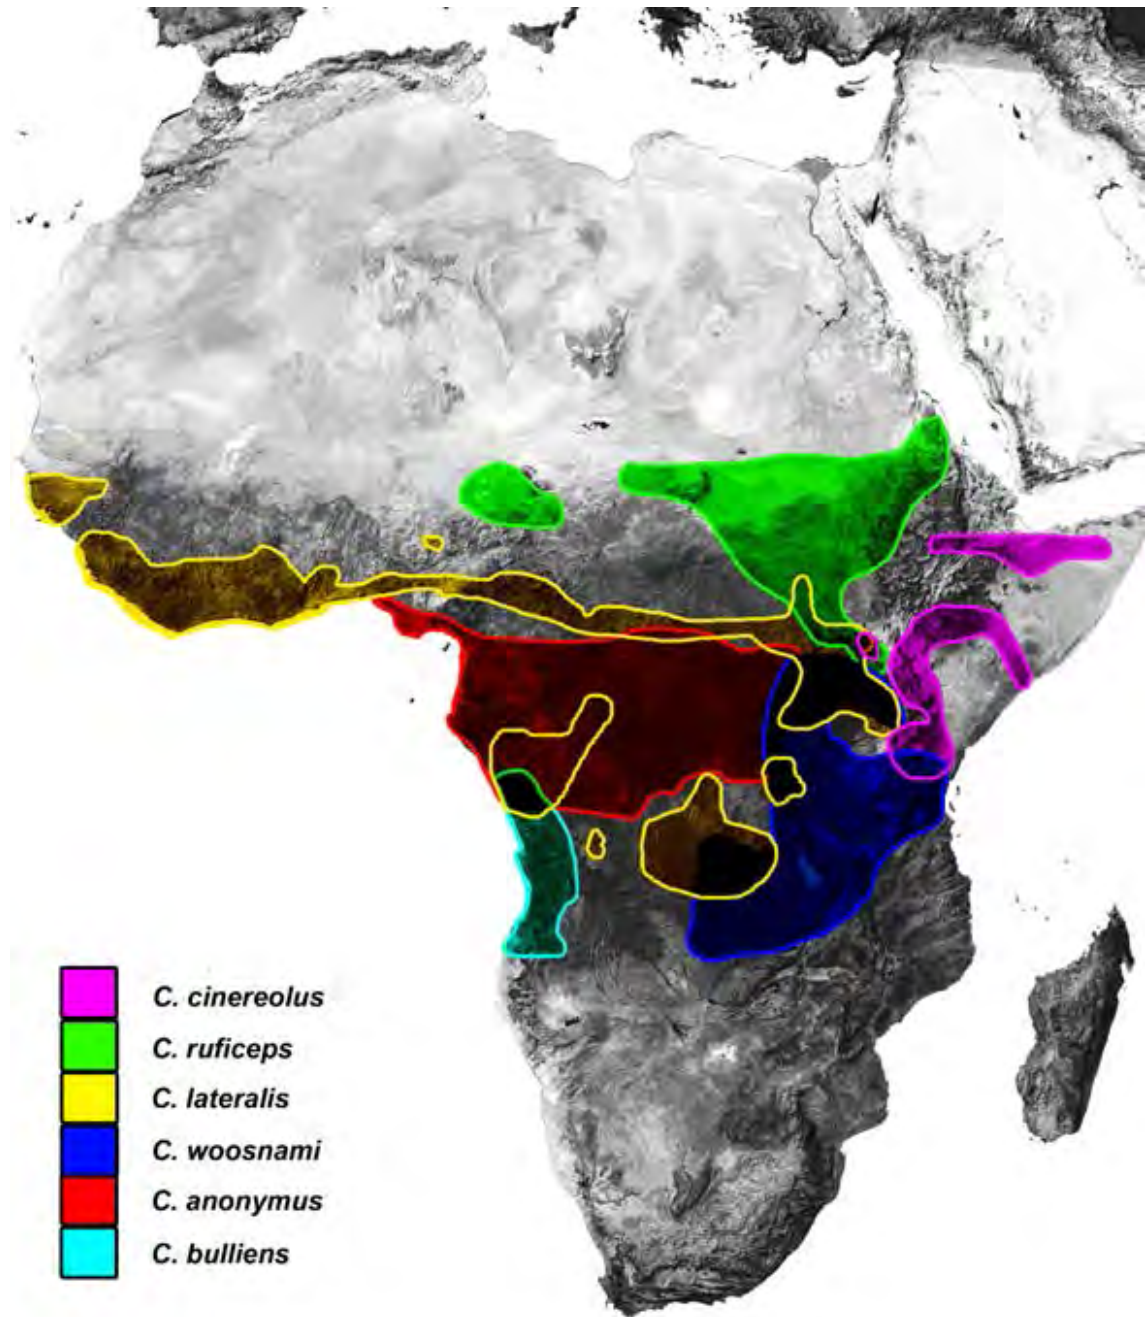 C. cinereolus
C. ruficeps
C. lateralis
C. woosnami
C. anonymus
C. bulliens